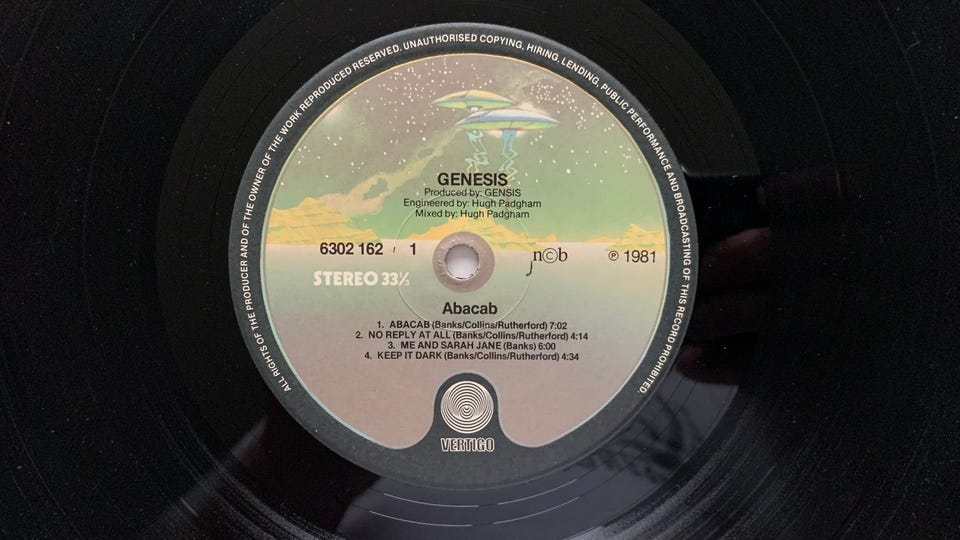 ALL RIGHTS OF THE PRODUCER AND OF THE OWNER OF THE WORK REPRODUCED RESERVED. UNAUTHORISED COPYING, HIRING, LENDING, PUBLIC PERFORMANCE AND BROADCASTING OF THIS RECORD PROHIBITED.
GENESIS
Produced by: GENSIS
Engineered by: Hugh Padgham
Mixed by: Hugh Padgham
6302 162 / 1
n©b
℗ 1981
STEREO 33⅓
Abacab
1. ABACAB (Banks/Collins/Rutherford) 7:02
2. NO REPLY AT ALL (Banks/Collins/Rutherford) 4:14
3. ME AND SARAH JANE (Banks) 6:00
4. KEEP IT DARK (Banks/Collins/Rutherford) 4:34
VERTIGO